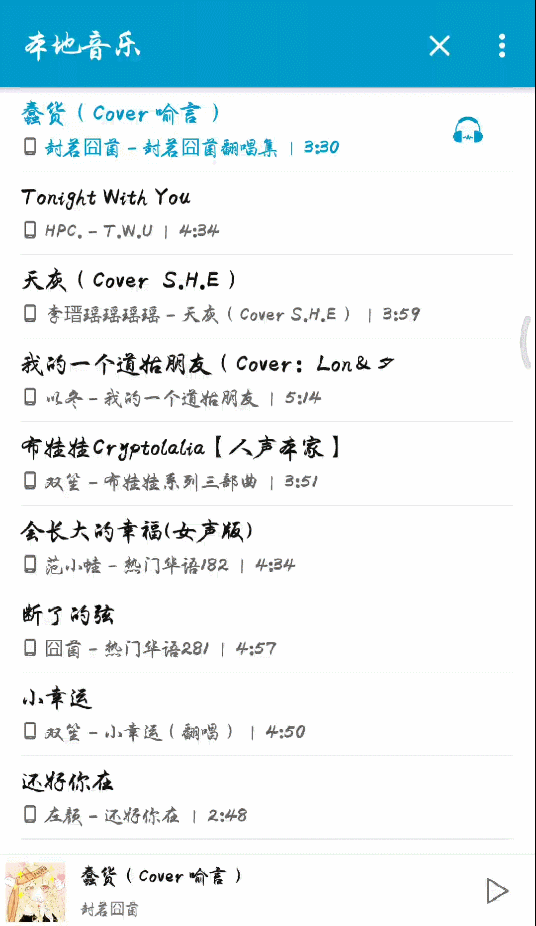 本地音乐
蠢货（Cover 喻言）
封茗囧菌 - 封茗囧菌翻唱集 | 3:30
Tonight With You
HPC. - T.W.U | 4:34
天灰（Cover S.H.E）
李瑨瑶瑶瑶瑶 - 天灰（Cover S.H.E） | 3:59
我的一个道姑朋友（Cover：Lon&夕
以冬 - 我的一个道姑朋友 | 5:14
布娃娃Cryptolalia【人声本家】
双笙 - 布娃娃系列三部曲 | 3:51
会长大的幸福(女声版)
范小蛙 - 热门华语182 | 4:34
断了的弦
囧菌 - 热门华语281 | 4:57
小幸运
双笙 - 小幸运（翻唱） | 4:50
还好你在
左颜 - 还好你在 | 2:48
蠢货（Cover 喻言）
封茗囧菌